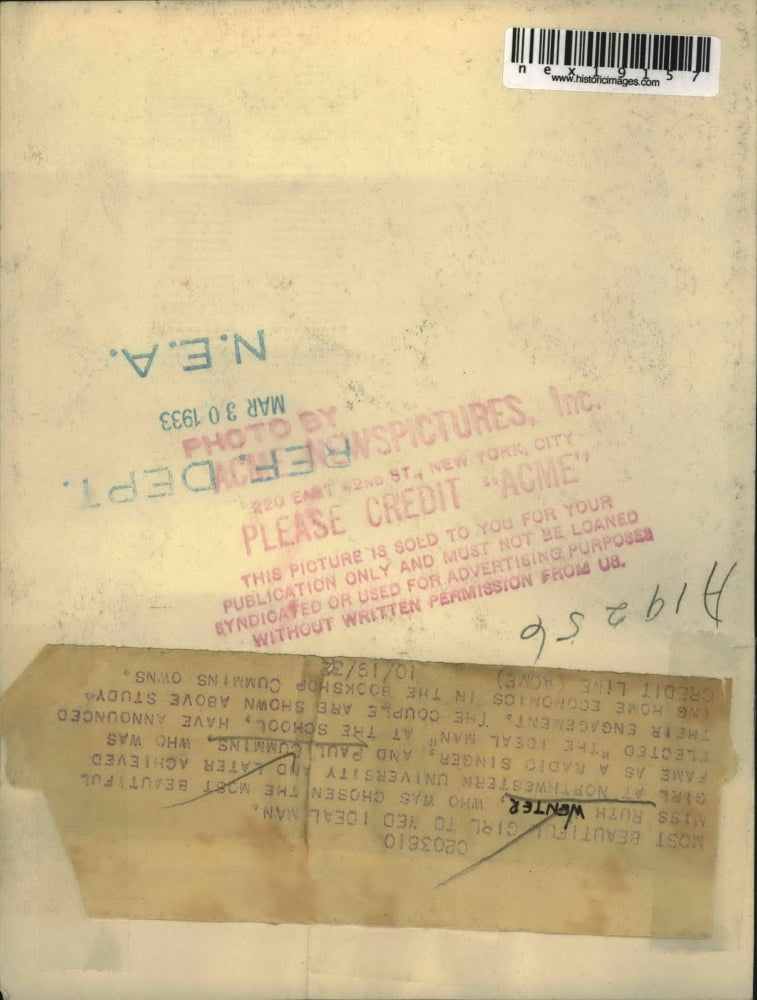 nex19157
www.historicimages.com
N.E.A.
MAR 30 1933
REF. DEPT.
PHOTO BY
ACME NEWSPICTURES, Inc.
220 EAST 42ND ST., NEW YORK, CITY
PLEASE CREDIT "ACME"
THIS PICTURE IS SOLD TO YOU FOR YOUR
PUBLICATION ONLY AND MUST NOT BE LOANED
SYNDICATED OR USED FOR ADVERTISING PURPOSES
WITHOUT WRITTEN PERMISSION FROM US.
A19256
C203610
MOST BEAUTIFUL GIRL TO WED IDEAL MAN.
MISS RUTH WENTER, WHO WAS CHOSEN THE MOST BEAUTIFUL
GIRL AT NORTHWESTERN UNIVERSITY AND LATER ACHIEVED
FAME AS A RADIO SINGER, AND PAUL CUMMINS WHO WAS
ELECTED "THE IDEAL MAN" AT THE SCHOOL, HAVE ANNOUNCED
THEIR ENGAGEMENT. THE COUPLE ARE SHOWN ABOVE STUDY-
ING HOME ECONOMICS IN THE BOOKSHOP CUMMINS OWNS.
CREDIT LINE (ACME) 10/19/32